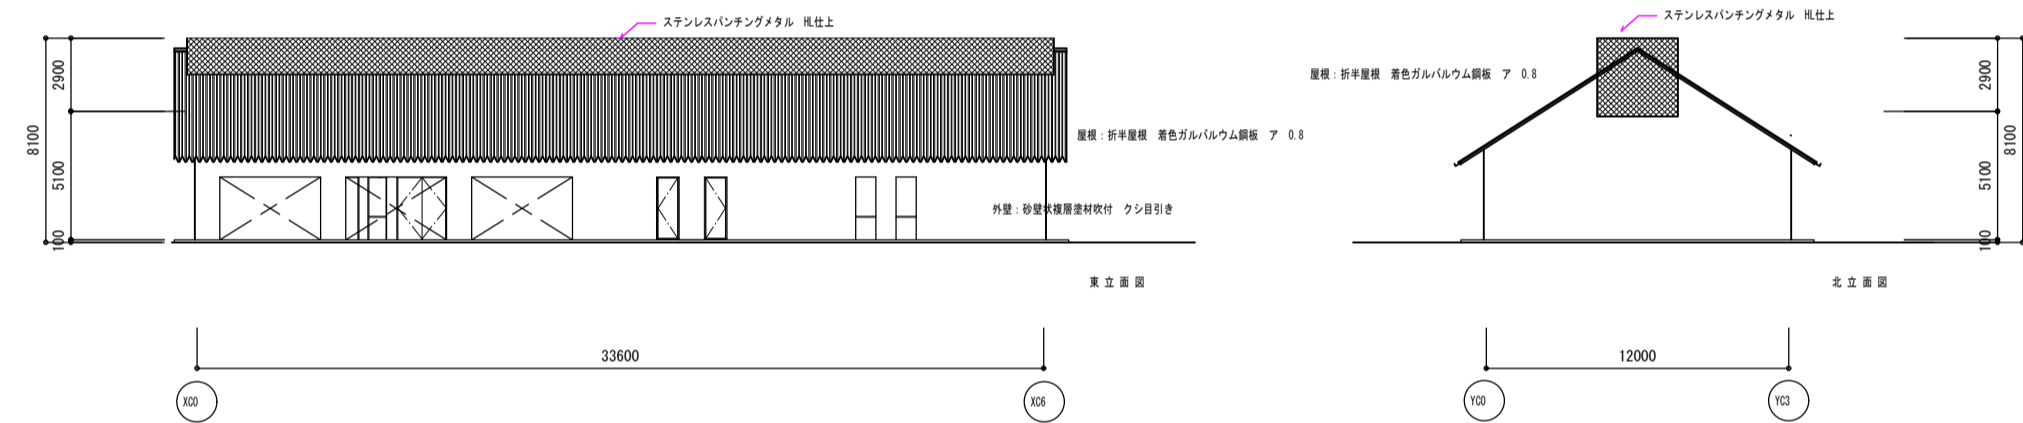 ステンレスパンチングメタル HL仕上
2900
8100
5100
100
屋根：折半屋根 着色ガルバルウム鋼板 ア 0.8
外壁：砂壁状複層塗材吹付 クシ目引き
東立面図
33600
XC0
XC6
ステンレスパンチングメタル HL仕上
屋根：折半屋根 着色ガルバルウム鋼板 ア 0.8
2900
8100
5100
100
北立面図
12000
YC0
YC3